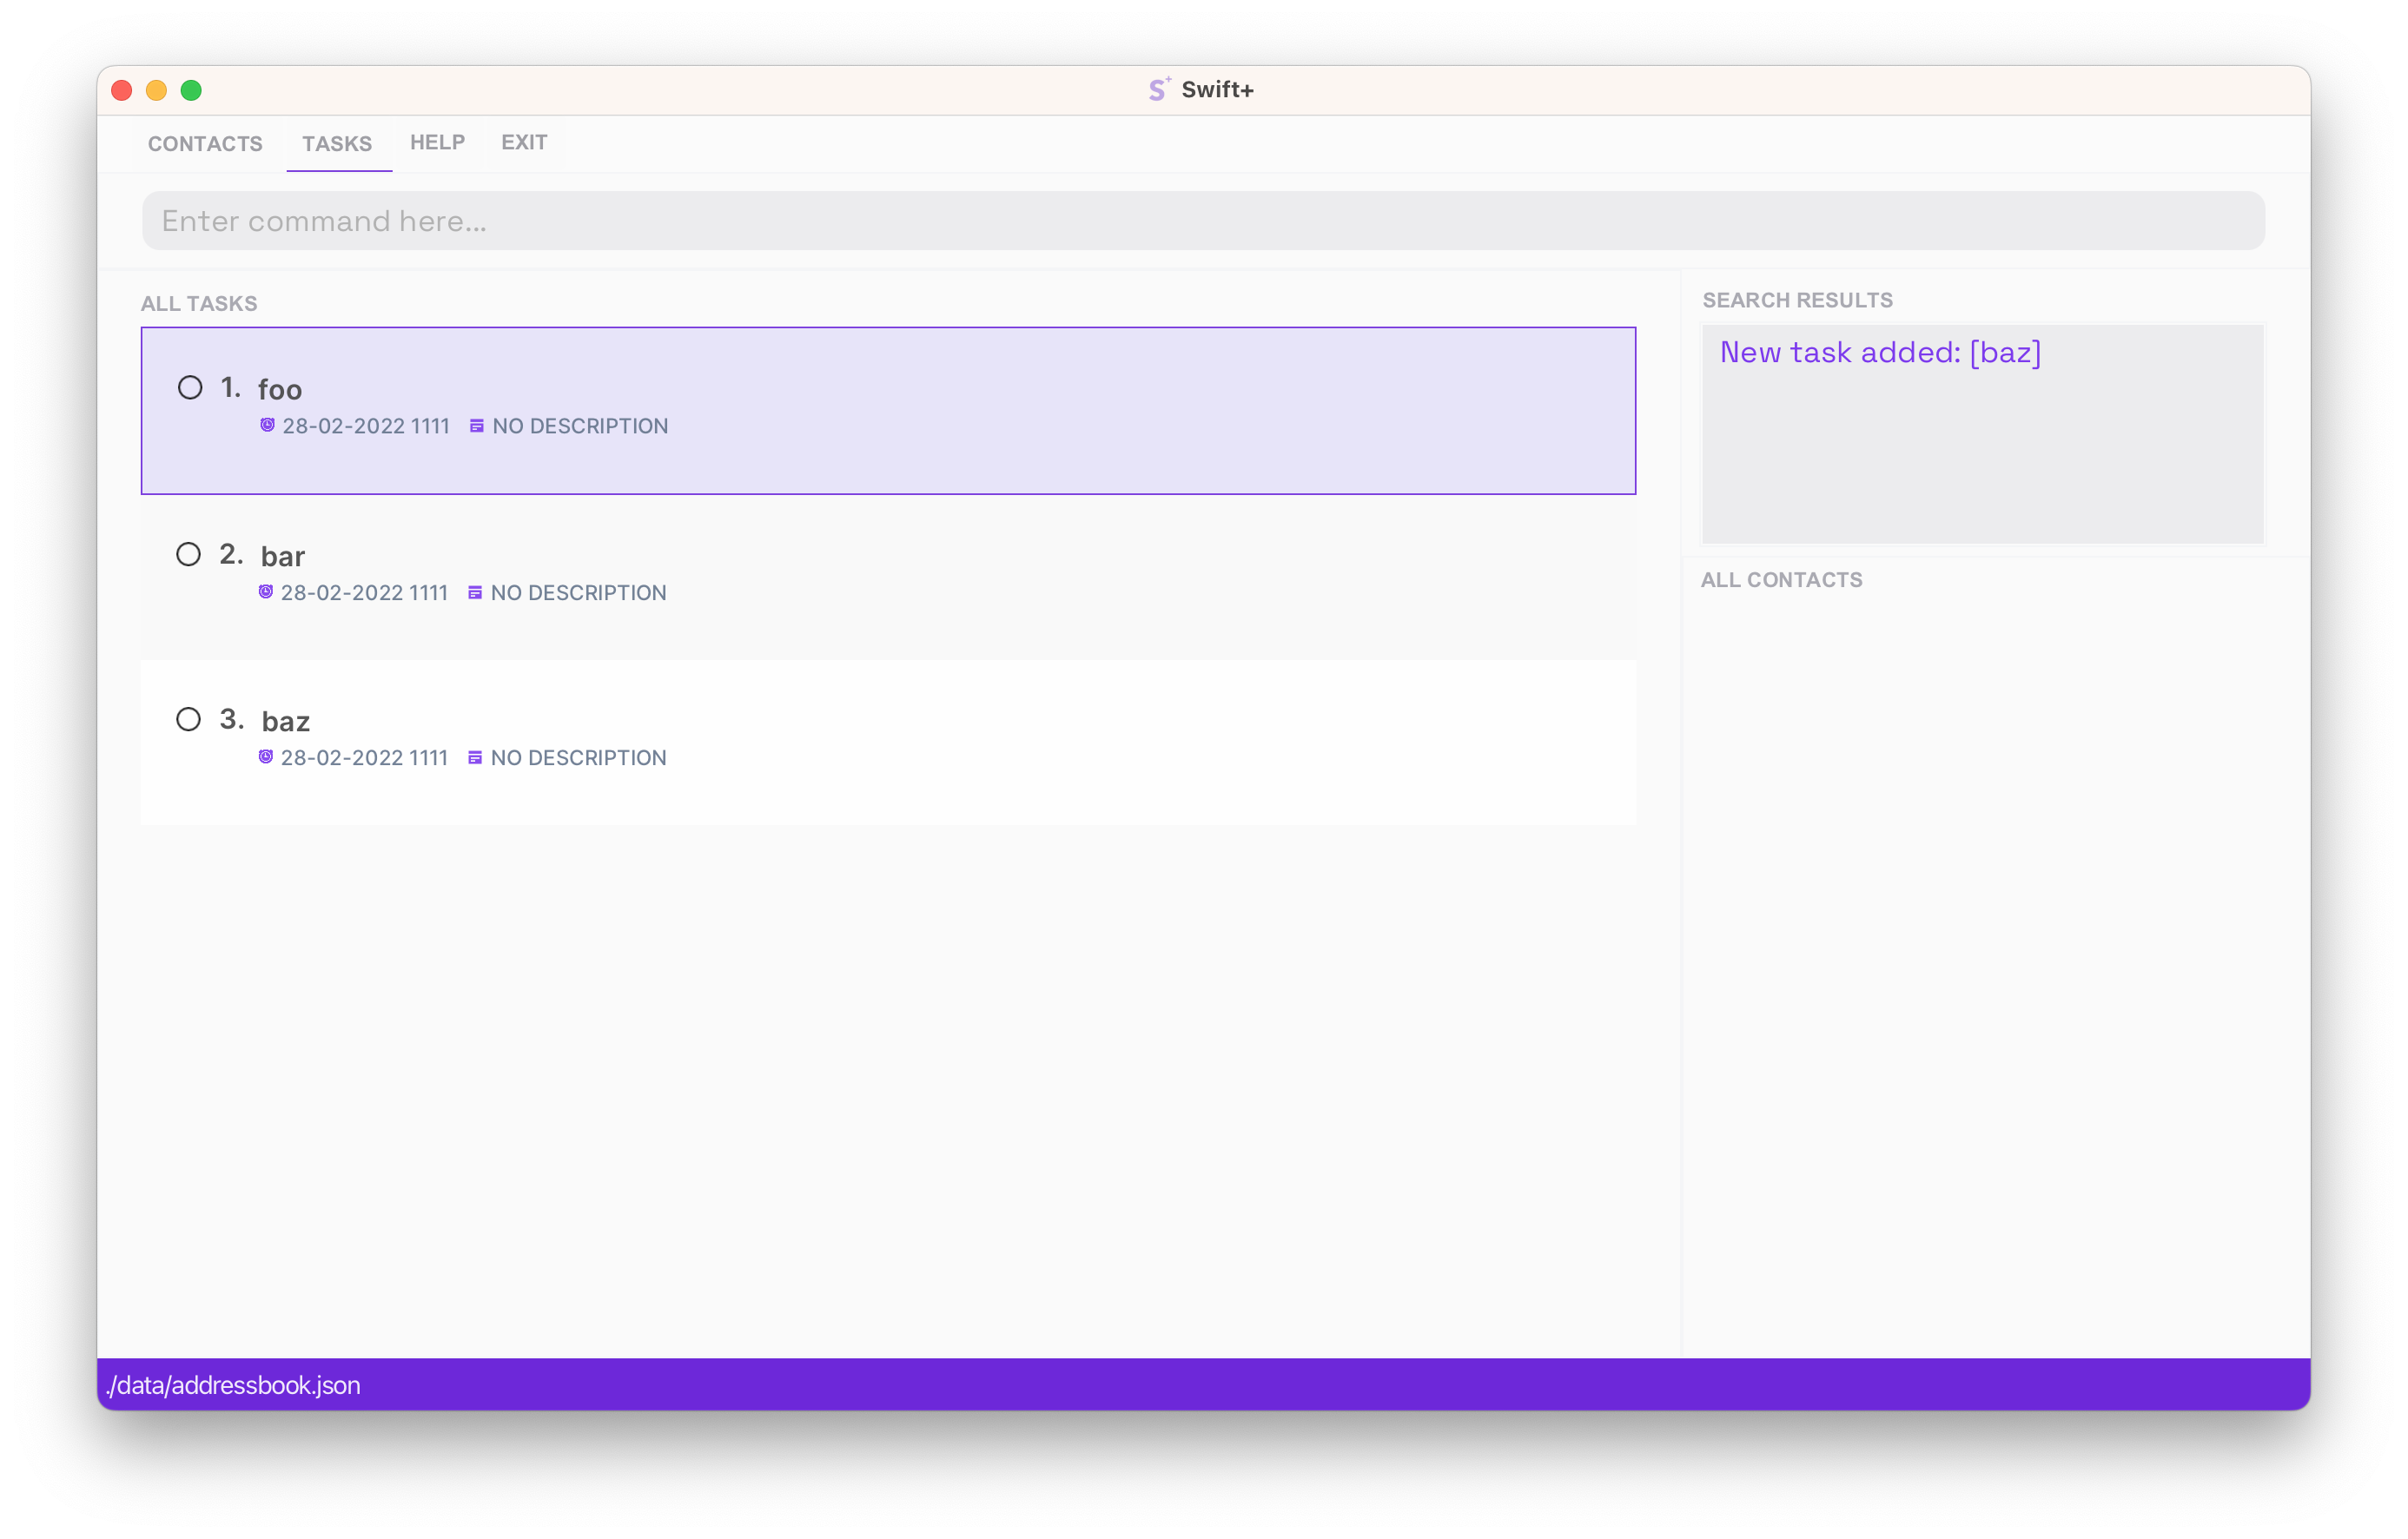 Swift+
CONTACTS TASKS HELP EXIT
Enter command here...
ALL TASKS
1. foo
28-02-2022 1111 NO DESCRIPTION
2. bar
28-02-2022 1111 NO DESCRIPTION
3. baz
28-02-2022 1111 NO DESCRIPTION
SEARCH RESULTS
New task added: [baz]
ALL CONTACTS
./data/addressbook.json